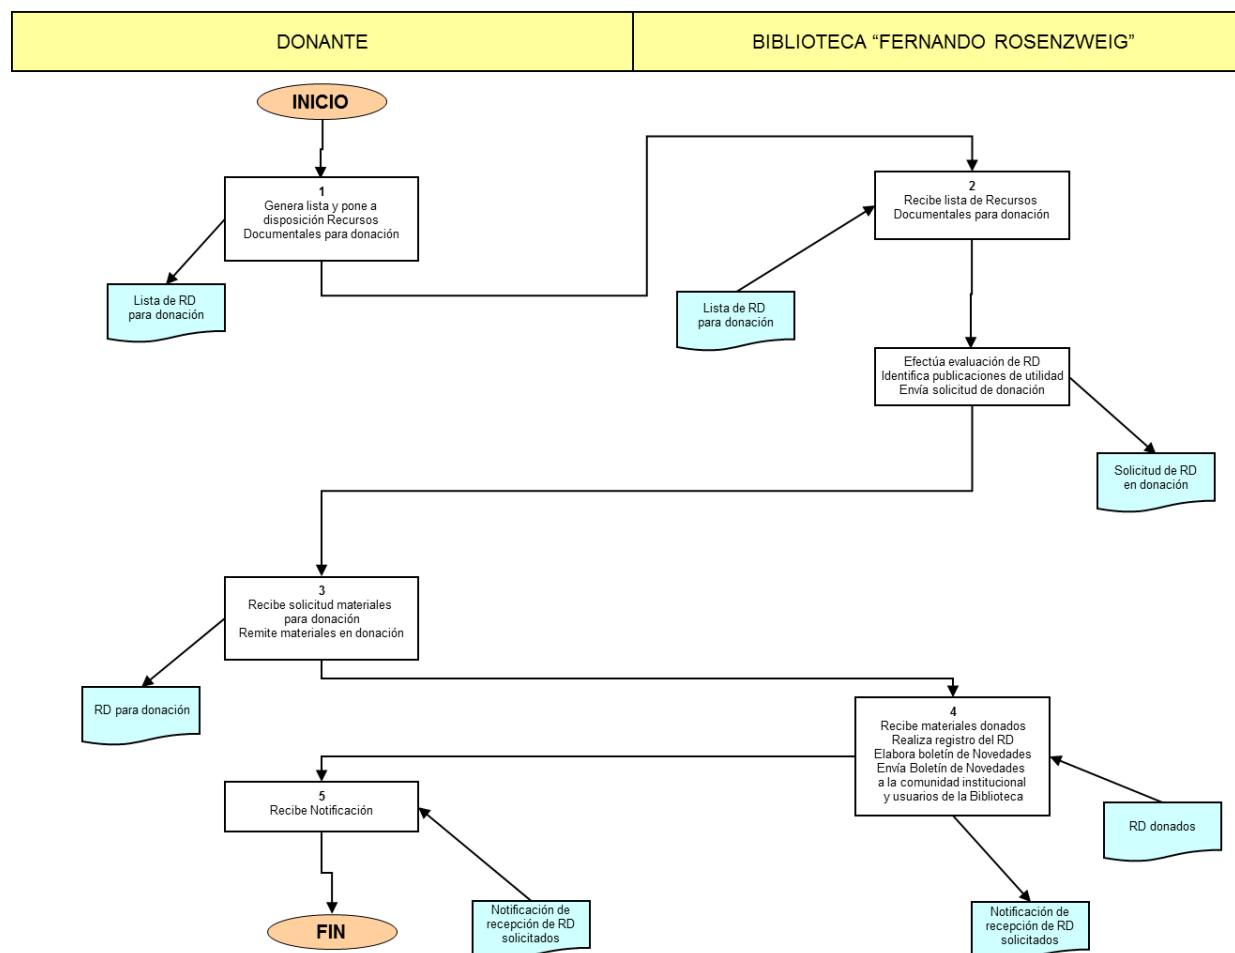 DONANTE
BIBLIOTECA “FERNANDO ROSENZWEIG”
INICIO
1
Genera lista y pone a
disposición Recursos
Documentales para donación
2
Recibe lista de Recursos
Documentales para donación
Lista de RD
para donación
Lista de RD
para donación
Efectúa evaluación de RD
Identifica publicaciones de utilidad
Envía solicitud de donación
Solicitud de RD
en donación
3
Recibe solicitud materiales
para donación
Remite materiales en donación
RD para donación
4
Recibe materiales donados
Realiza registro del RD
Elabora boletín de Novedades
Envía Boletín de Novedades
a la comunidad institucional
y usuarios de la Biblioteca
5
Recibe Notificación
RD donados
FIN
Notificación de
recepción de RD
solicitados
Notificación de
recepción de RD
solicitados